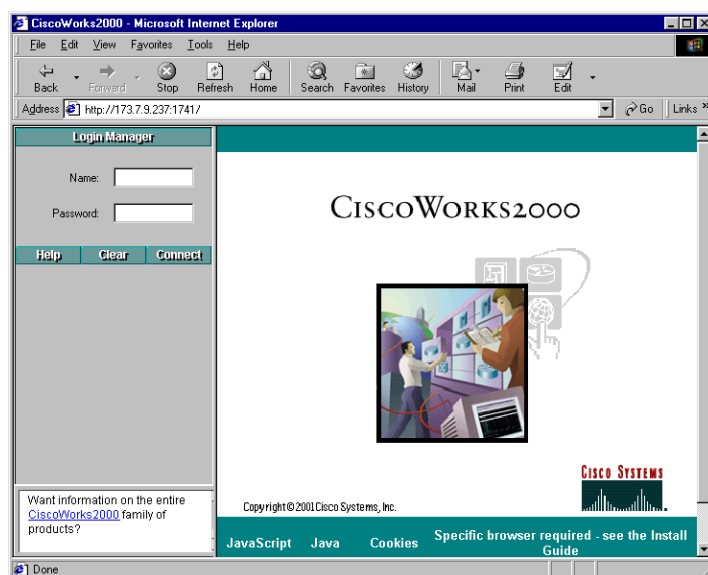 CiscoWorks2000 - Microsoft Internet Explorer
File Edit View Favorites Tools Help
Back Forward Stop Refresh Home Search Favorites History Mail Print Edit
Address http://173.7.9.237:1741/ Go Links »
Login Manager
Name:
Password:
Help Clear Connect
CiscoWorks2000
CISCO SYSTEMS
Want information on the entire
CiscoWorks2000 family of
products?
Copyright © 2001 Cisco Systems, Inc.
JavaScript Java Cookies Specific browser required - see the Install
Guide
Done